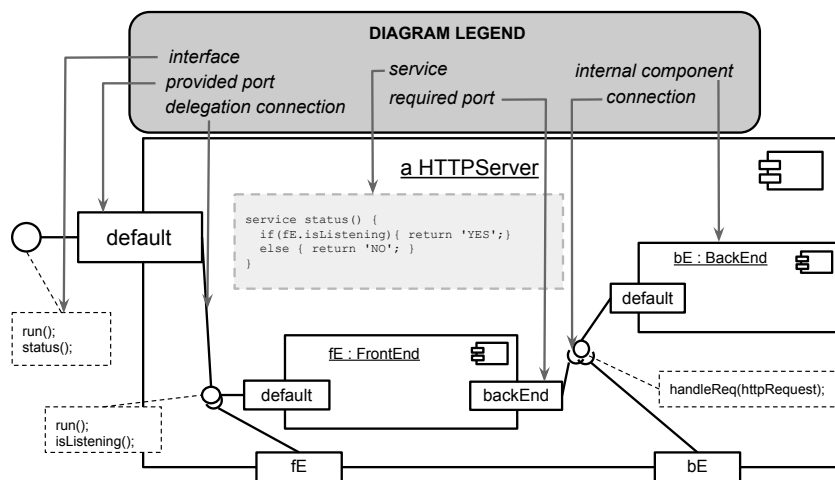 DIAGRAM LEGEND
interface
provided port
delegation connection
service
required port
internal component
connection
a HTTPServer
service status() {
if(fE.isListening){ return 'YES';}
else { return 'NO'; }
}
default
bE : BackEnd
default
run();
status();
fE : FrontEnd
default
backEnd
handleReq(httpRequest);
run();
isListening();
fE
bE